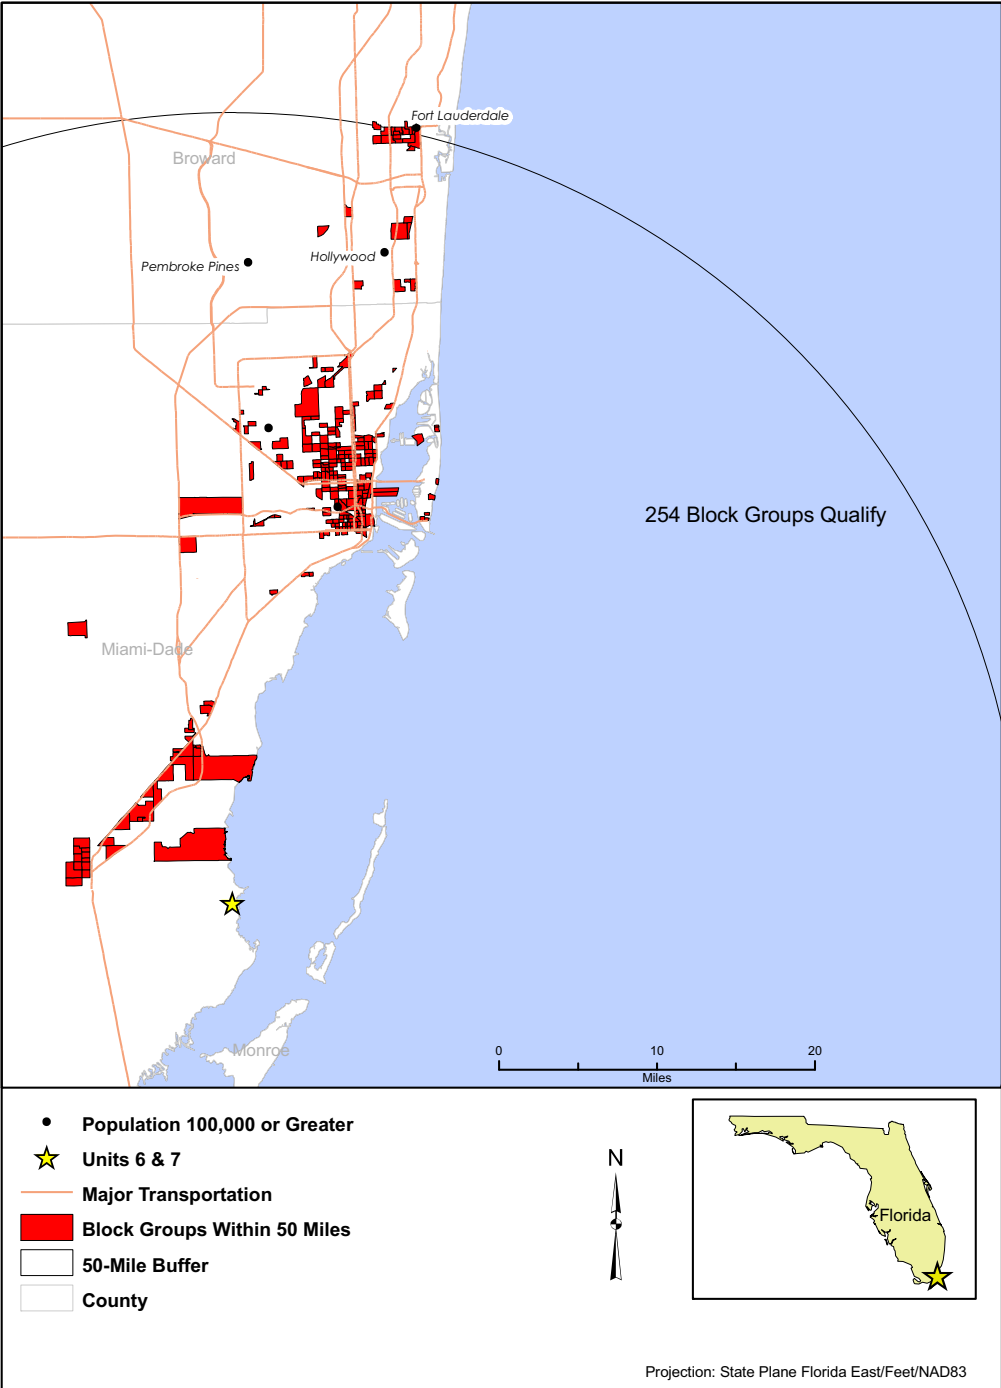 Fort Lauderdale
Broward
Hollywood
Pembroke Pines
254 Block Groups Qualify
Miami-Dade
Monroe
0 10 20
Miles
Population 100,000 or Greater
Units 6 & 7
Major Transportation
Block Groups Within 50 Miles
50-Mile Buffer
County
N
Florida
Projection: State Plane Florida East/Feet/NAD83